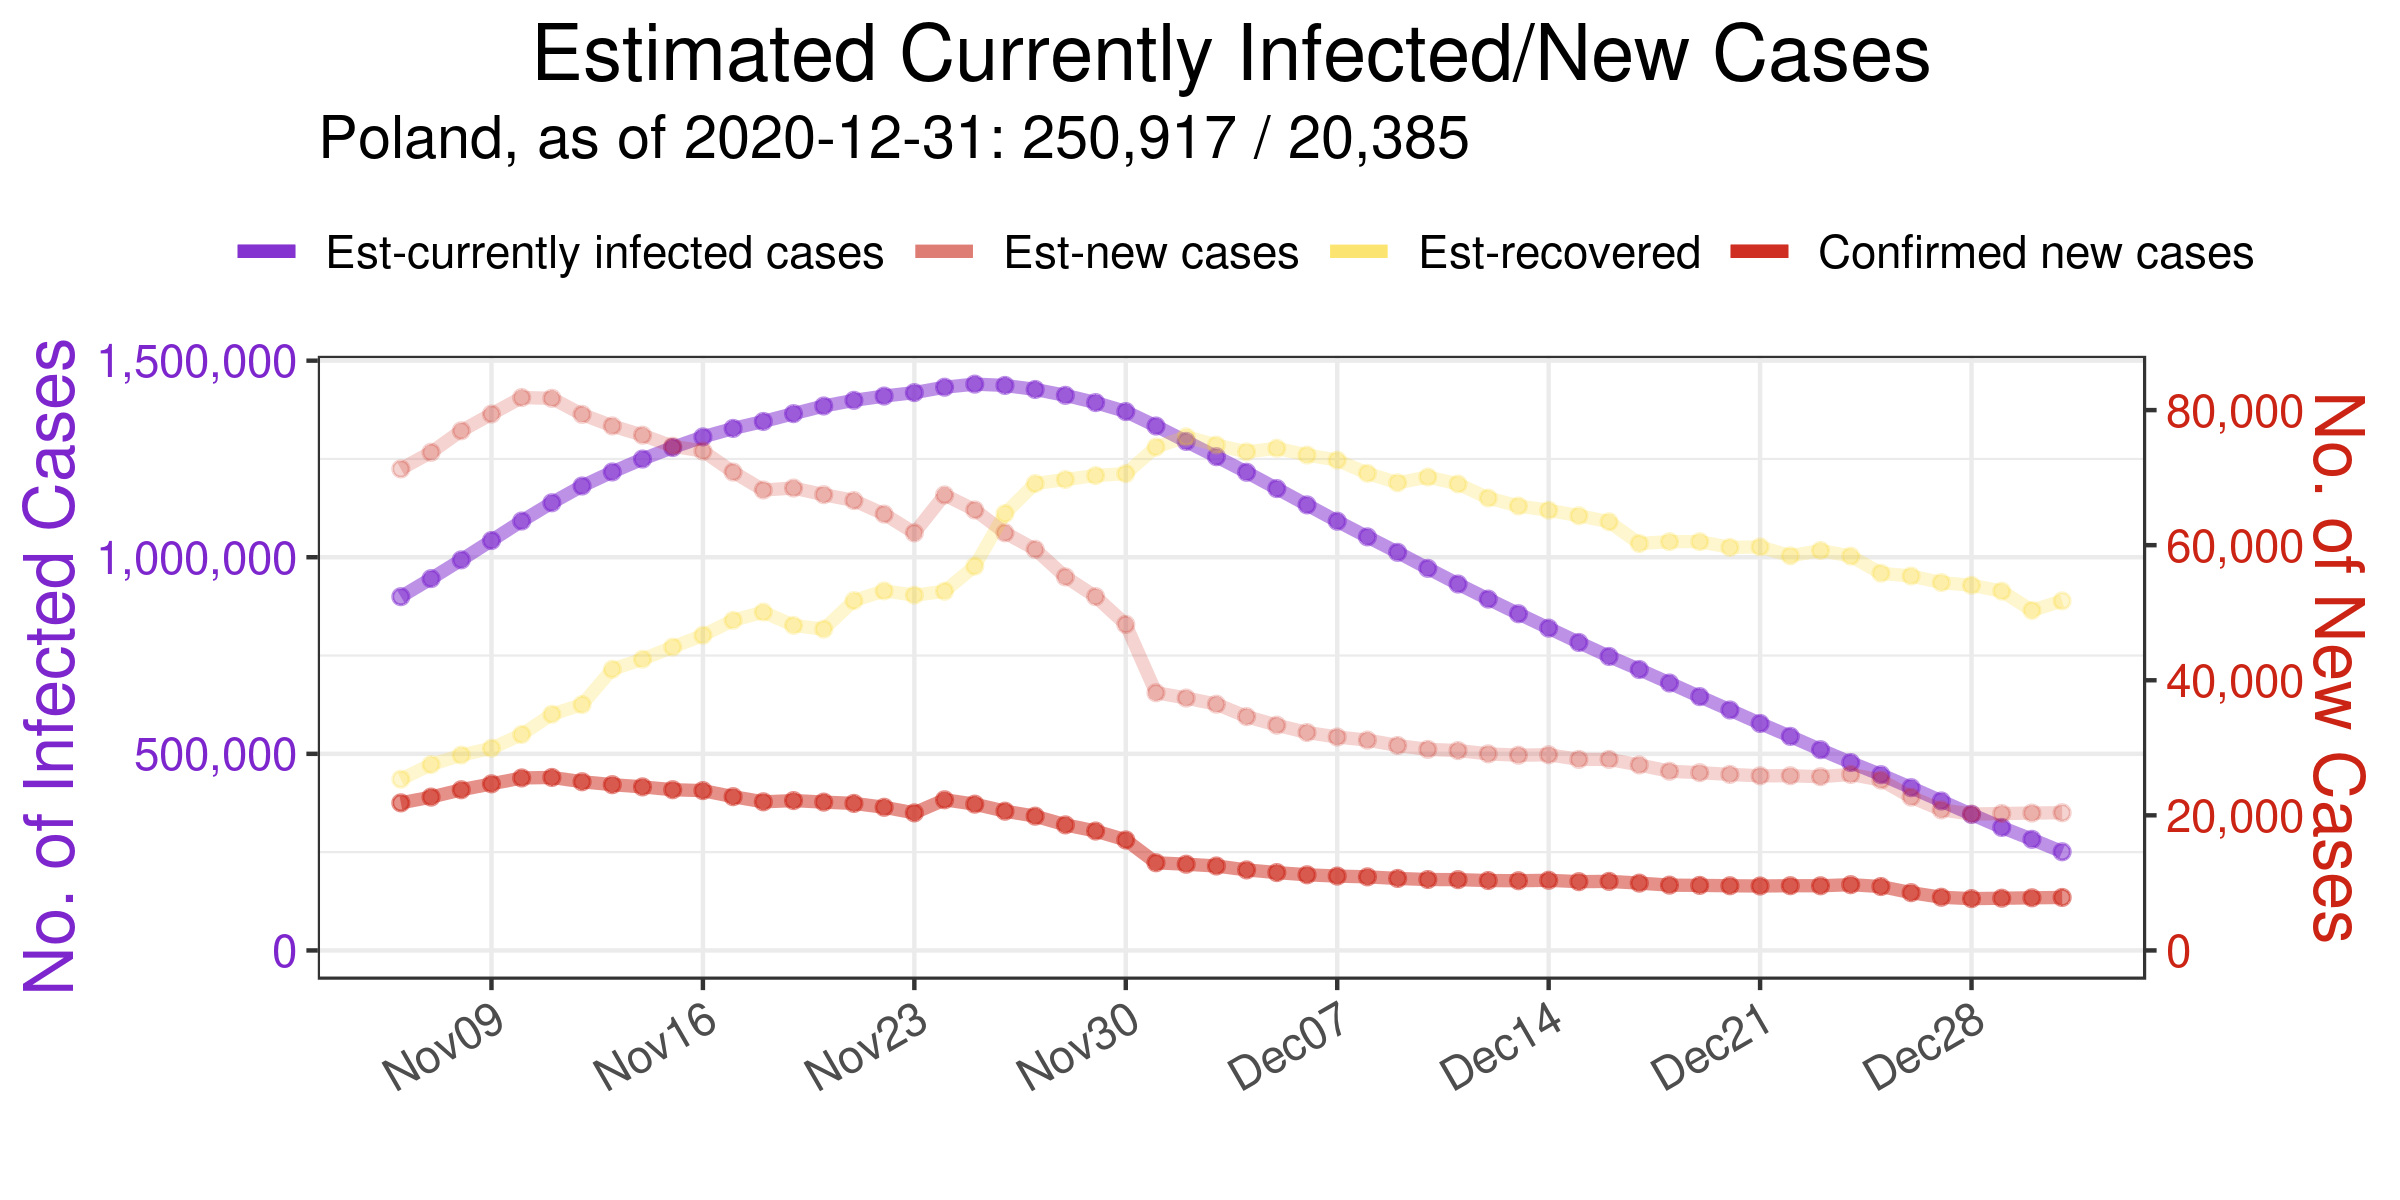 Estimated Currently Infected/New Cases
Poland, as of 2020-12-31: 250,917 / 20,385
Est-currently infected cases Est-new cases Est-recovered Confirmed new cases
No. of Infected Cases
1,500,000
1,000,000
500,000
0
80,000
60,000
40,000
20,000
0
No. of New Cases
Nov09 Nov16 Nov23 Nov30 Dec07 Dec14 Dec21 Dec28